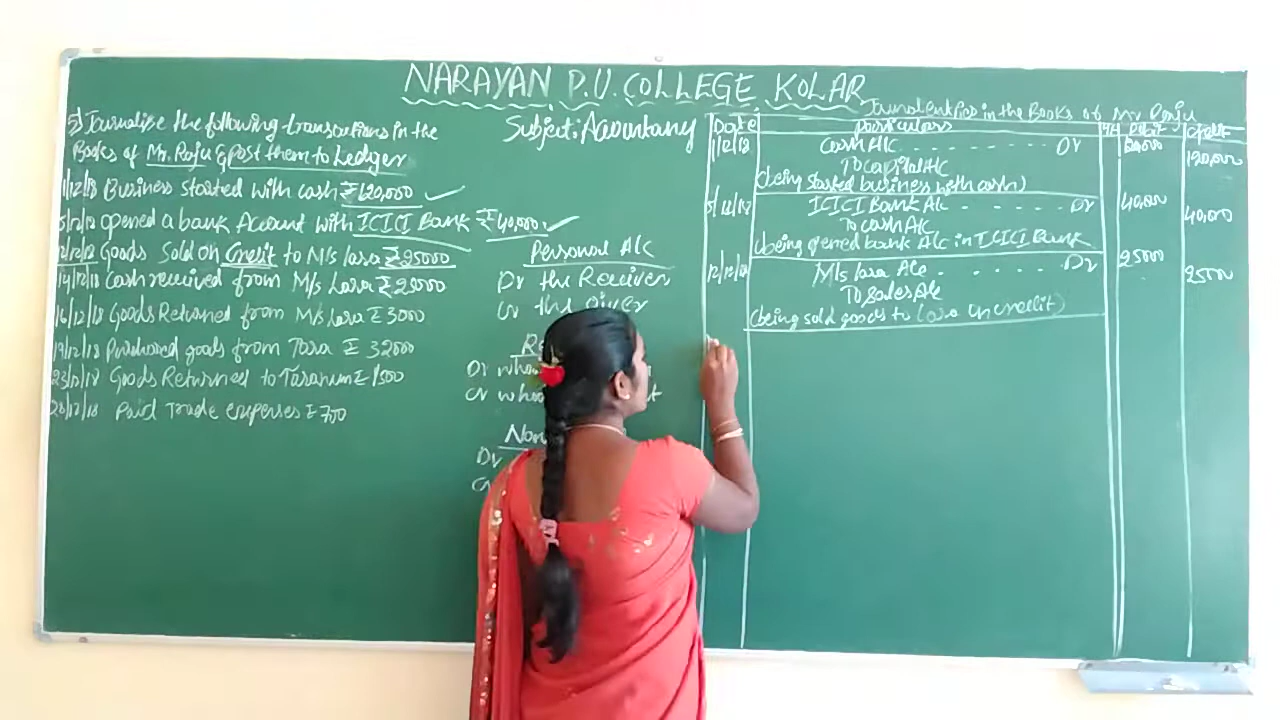 NARAYAN P.U. COLLEGE, KOLAR
Subject: Accountancy
5) Journalise the following transactions in the
Books of Mr. Raju & post them to Ledger
1/12/18 Business started with cash ₹120,000
5/12/18 opened a bank Account with ICICI Bank ₹40,000
12/12/18 Goods Sold on Credit to M/s Lara ₹25000
14/12/18 Cash received from M/s Lara ₹
16/12/18 Goods Returned from M/s Lara ₹3000
19/12/18 Purchased goods from Tara ₹32000
23/12/18 Goods Returned to Taranum ₹1500
28/12/18 Paid Trade expenses ₹700
Personal A/c
Dr the Receiver
Cr the Giver
Dr
Cr
Dr
Journal entries in the Books of Mr Ranju
Date Particulars Debit Credit
1/12/18 Cash A/c Dr 120,000
To Capital A/c 120,000
(being started business with cash)
5/12/18 ICICI Bank A/c Dr 40,000
To cash A/c 40,000
(being opened bank A/c in ICICI Bank
12/12/18 M/s Lara A/c Dr 25000
To Sales A/c 25000
(being sold goods to Lara on credit)